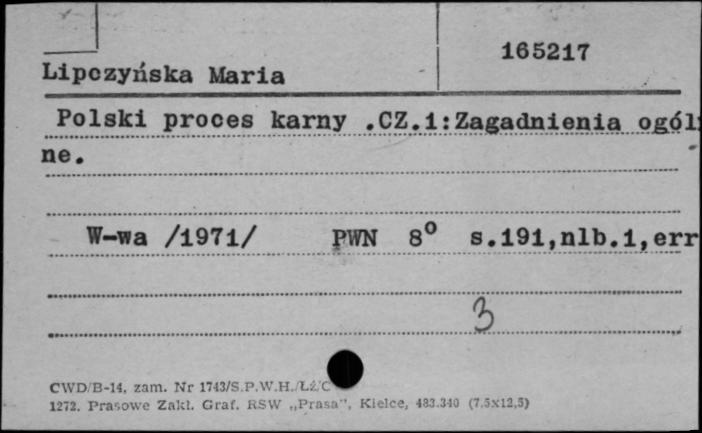 165217
Lipczyńska Maria
Polski proces karny .CZ.1:Zagadnienia ogól
ne.
W-wa /1971/ PWN 8° s.191,nlb.1,err
3
CWD/B-14, zam. Nr 1743/S.P.W.H./Łź/C
1272. Prasowe Zakł. Graf. RSW „Prasa”, Kielce, 483.340 (7,5x12,5)